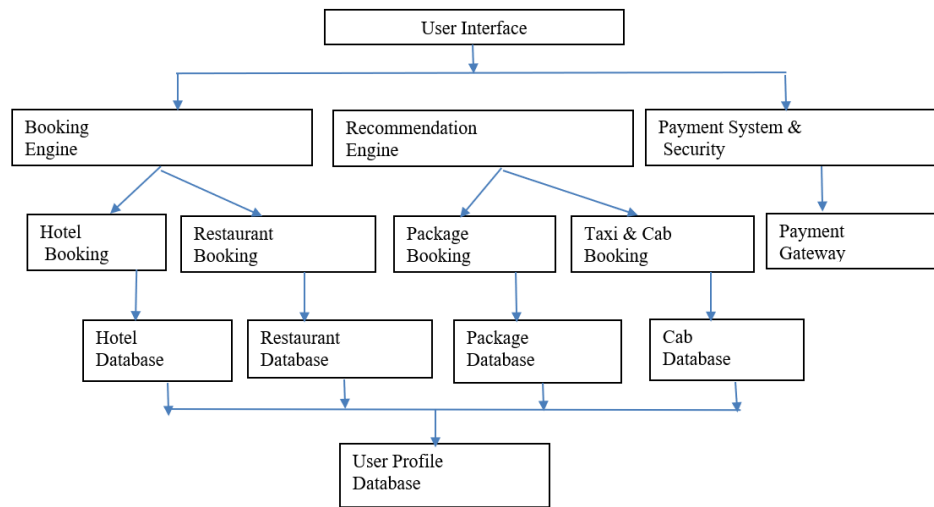 User Interface
Booking
Engine
Recommendation
Engine
Payment System &
Security
Hotel
Booking
Restaurant
Booking
Package
Booking
Taxi & Cab
Booking
Payment
Gateway
Hotel
Database
Restaurant
Database
Package
Database
Cab
Database
User Profile
Database